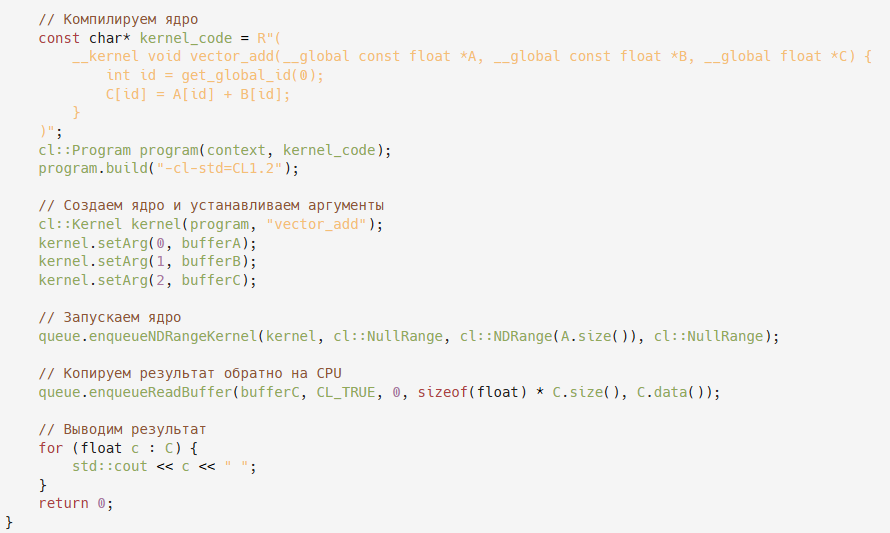 // Компилируем ядро
const char* kernel_code = R"(
__kernel void vector_add(__global const float *A, __global const float *B, __global float *C) {
int id = get_global_id(0);
C[id] = A[id] + B[id];
}
)";
cl::Program program(context, kernel_code);
program.build("-cl-std=CL1.2");
// Создаем ядро и устанавливаем аргументы
cl::Kernel kernel(program, "vector_add");
kernel.setArg(0, bufferA);
kernel.setArg(1, bufferB);
kernel.setArg(2, bufferC);
// Запускаем ядро
queue.enqueueNDRangeKernel(kernel, cl::NullRange, cl::NDRange(A.size()), cl::NullRange);
// Копируем результат обратно на CPU
queue.enqueueReadBuffer(bufferC, CL_TRUE, 0, sizeof(float) * C.size(), C.data());
// Выводим результат
for (float c : C) {
std::cout << c << " ";
}
return 0;
}